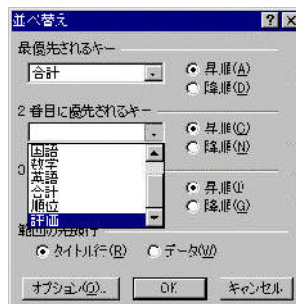 並べ替え
最優先されるキー
合計
昇順(A)
降順(D)
2 番目に優先されるキー
昇順(C)
降順(N)
国語
数学
英語
合計
順位
評価
3
昇順(I)
降順(G)
範囲の先頭行
タイトル行(R) データ(W)
オプション(O)... OK キャンセル